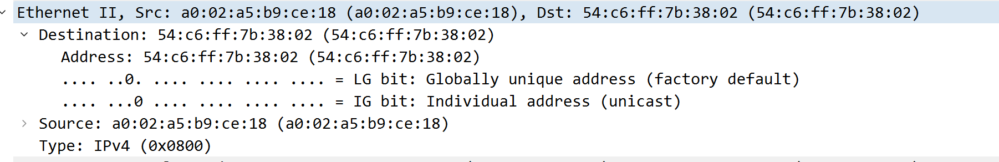 Ethernet II, Src: a0:02:a5:b9:ce:18 (a0:02:a5:b9:ce:18), Dst: 54:c6:ff:7b:38:02 (54:c6:ff:7b:38:02)
Destination: 54:c6:ff:7b:38:02 (54:c6:ff:7b:38:02)
Address: 54:c6:ff:7b:38:02 (54:c6:ff:7b:38:02)
.... ..0. .... .... .... .... = LG bit: Globally unique address (factory default)
.... ...0 .... .... .... .... = IG bit: Individual address (unicast)
Source: a0:02:a5:b9:ce:18 (a0:02:a5:b9:ce:18)
Type: IPv4 (0x0800)